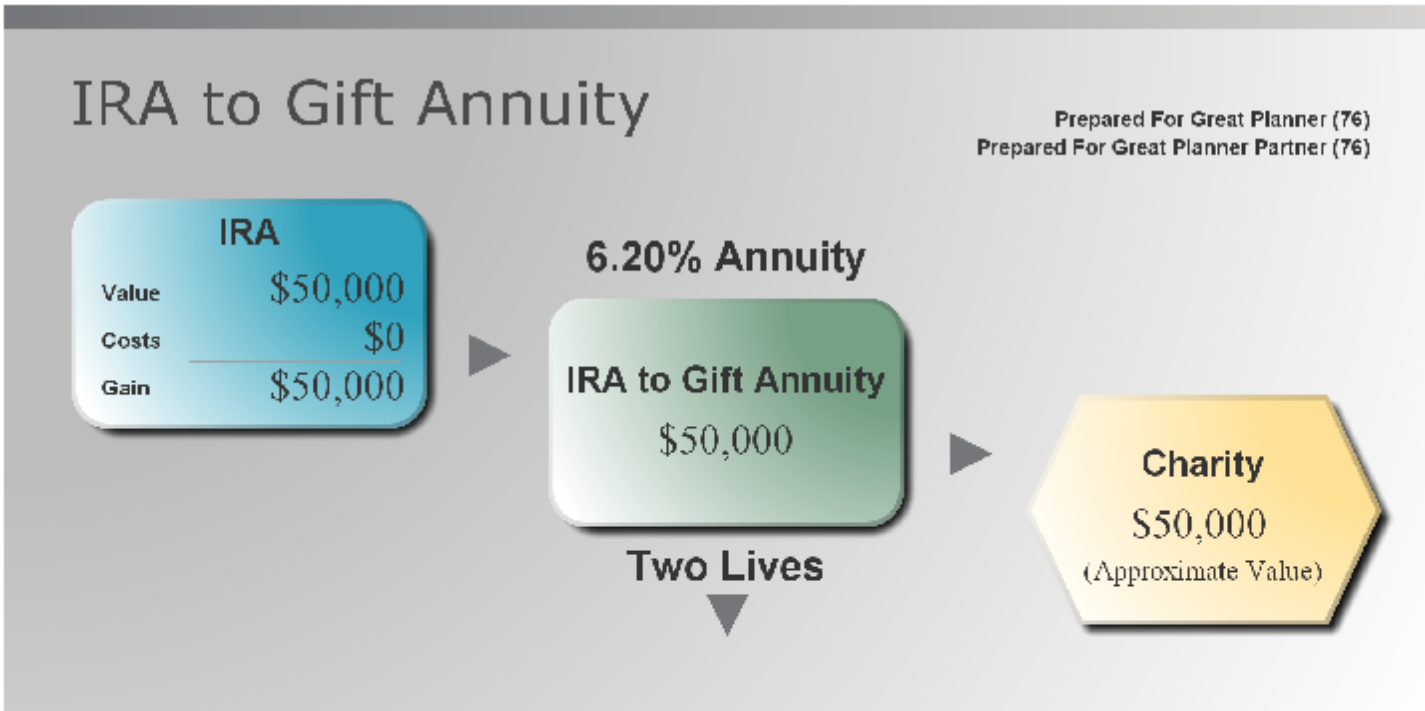 IRA to Gift Annuity
Prepared For Great Planner (76)
Prepared For Great Planner Partner (76)
IRA
Value $50,000
Costs $0
Gain $50,000
6.20% Annuity
IRA to Gift Annuity
$50,000
Two Lives
Charity
$50,000
(Approximate Value)